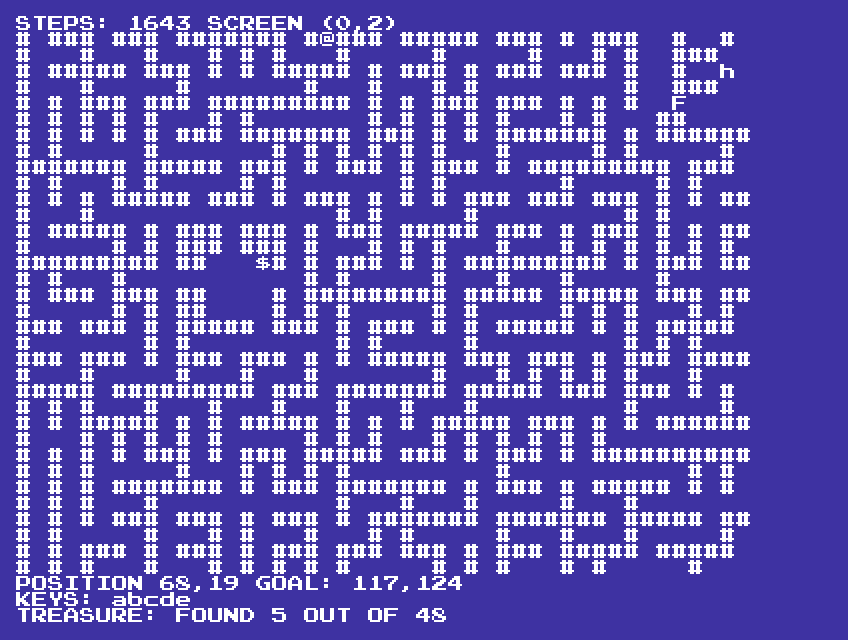 STEPS: 1643 SCREEN (0,2)
POSITION 68,19 GOAL: 117,124
KEYS: abcde
TREASURE: FOUND 5 OUT OF 48